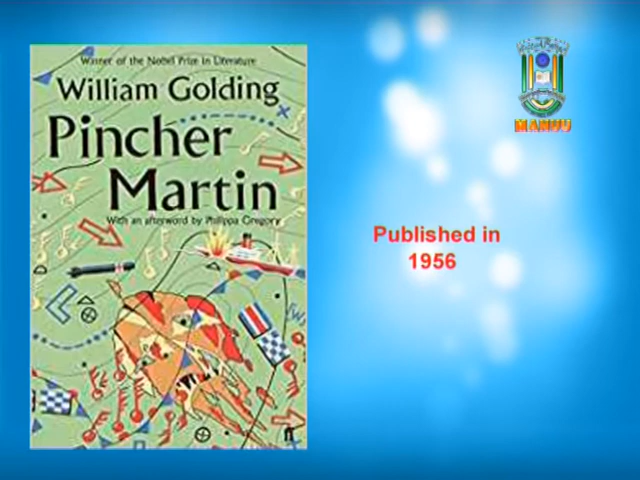 Winner of the Nobel Prize in Literature
William Golding
Pincher
Martin
With an afterword by Philippa Gregory
ff
MANUU
Published in
1956